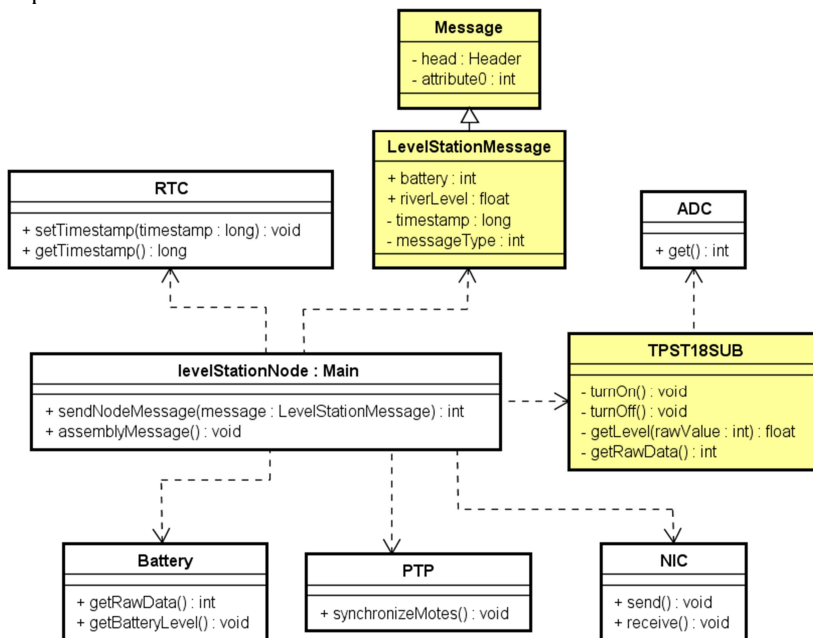 Message
- head : Header
- attribute0 : int
LevelStationMessage
+ battery : int
+ riverLevel : float
- timestamp : long
- messageType : int
RTC
+ setTimestamp(timestamp : long) : void
+ getTimestamp() : long
ADC
+ get() : int
levelStationNode : Main
+ sendNodeMessage(message : LevelStationMessage) : int
+ assemblyMessage() : void
TPST18SUB
- turnOn() : void
- turnOff() : void
- getLevel(rawValue : int) : float
- getRawData() : int
Battery
+ getRawData() : int
+ getBatteryLevel() : void
PTP
+ synchronizeMotes() : void
NIC
+ send() : void
+ receive() : void